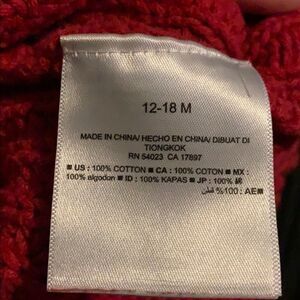 12-18 M
MADE IN CHINA/ HECHO EN CHINA/ DIBUAT DI
TIONGKOK
RN 54023 CA 17897
■ US : 100% COTTON ■ CA : 100% COTON ■ MX :
100% algodon ■ ID : 100% KAPAS ■ JP : 100% 綿
■ AE : 100% قطن